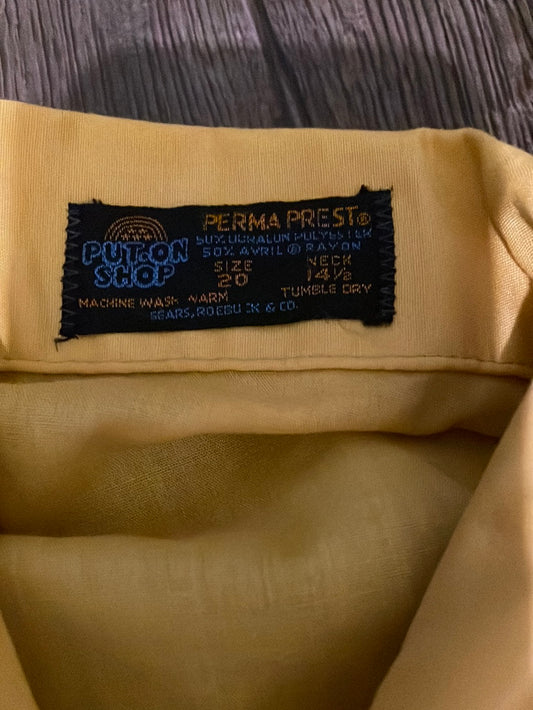 PUT-ON
SHOP
PERMA PREST®
50% DURALON POLYESTER
50% AVRIL ® RAYON
SIZE NECK
20 14½
MACHINE WASH WARM TUMBLE DRY
SEARS, ROEBUCK & CO.